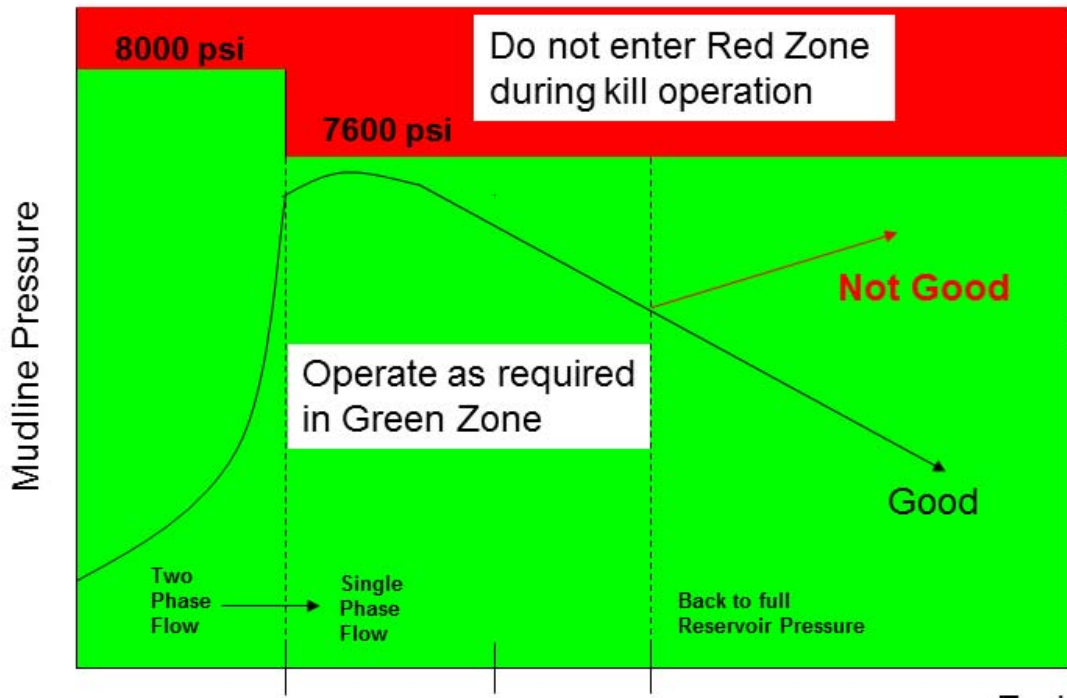 8000 psi
Do not enter Red Zone
during kill operation
7600 psi
Mudline Pressure
Not Good
Operate as required
in Green Zone
Good
Two
Phase
Flow
Single
Phase
Flow
Back to full
Reservoir Pressure